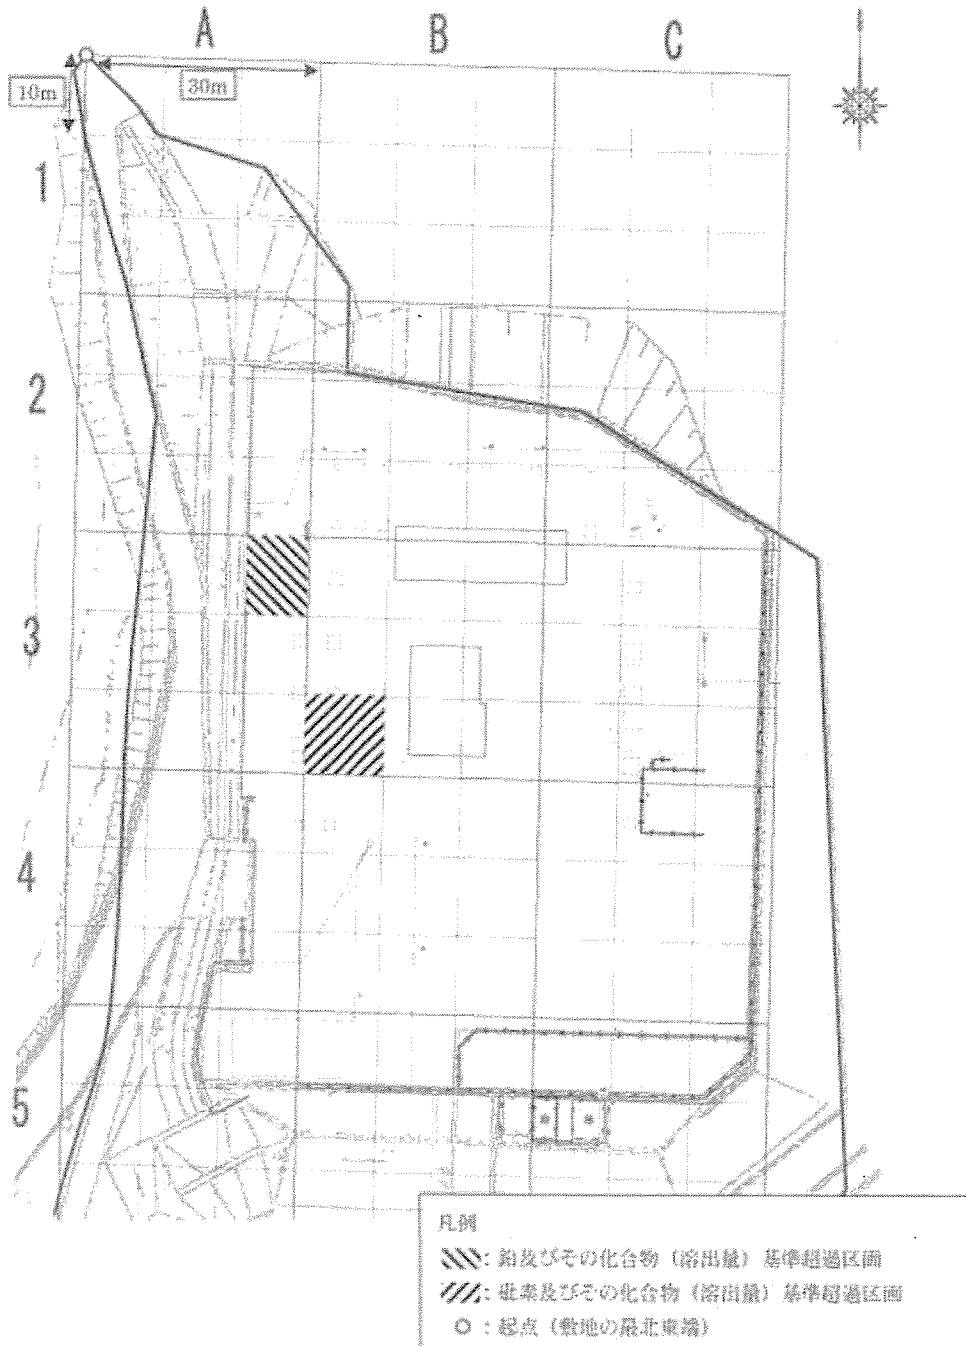 A
B
C
10m
30m
1
2
3
4
5
凡例
: 鉛及びその化合物（溶出量）基準超過区画
: 砒素及びその化合物（溶出量）基準超過区画
: 起点（敷地の最北東端）